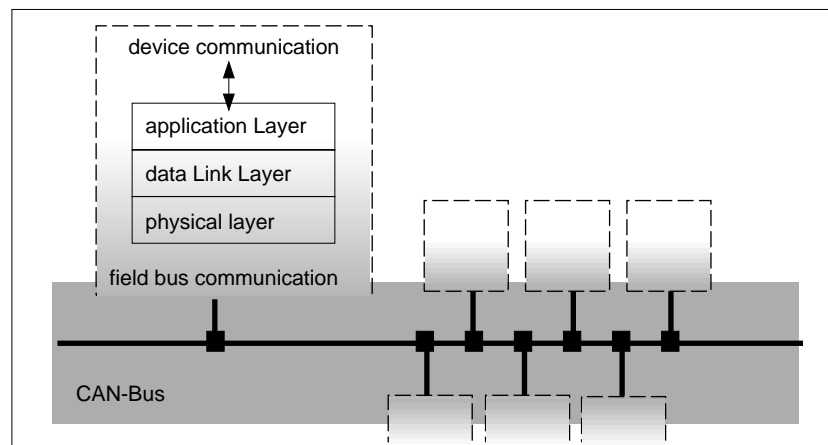 device communication
application Layer
data Link Layer
physical layer
field bus communication
CAN-Bus